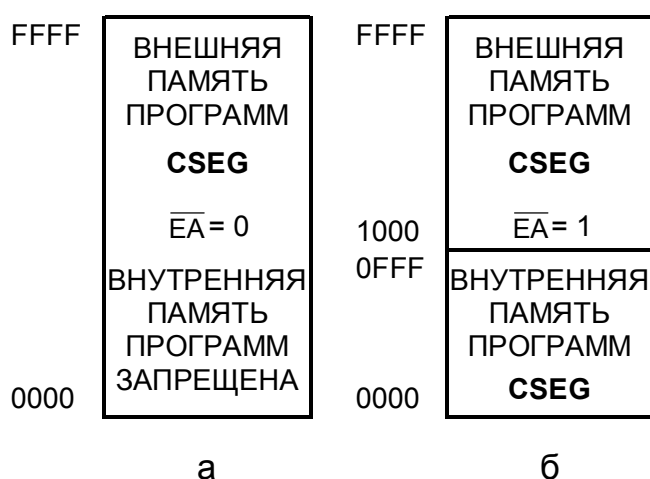 FFFF
ВНЕШНЯЯ
ПАМЯТЬ
ПРОГРАММ
CSEG
EA = 0
ВНУТРЕННЯЯ
ПАМЯТЬ
ПРОГРАММ
ЗАПРЕЩЕНА
0000
а
FFFF
ВНЕШНЯЯ
ПАМЯТЬ
ПРОГРАММ
CSEG
EA = 1
1000
0FFF
ВНУТРЕННЯЯ
ПАМЯТЬ
ПРОГРАММ
CSEG
0000
б